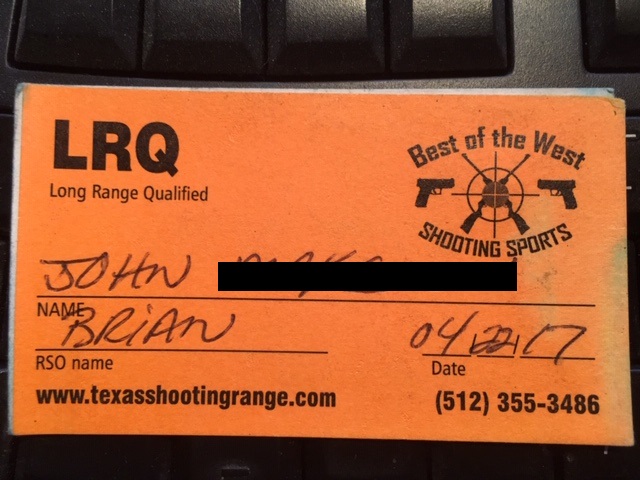 LRQ
Long Range Qualified
Best of the West
SHOOTING SPORTS
JOHN
NAME
BRIAN
RSO name
04,22,17
Date
www.texasshootingrange.com
(512) 355-3486